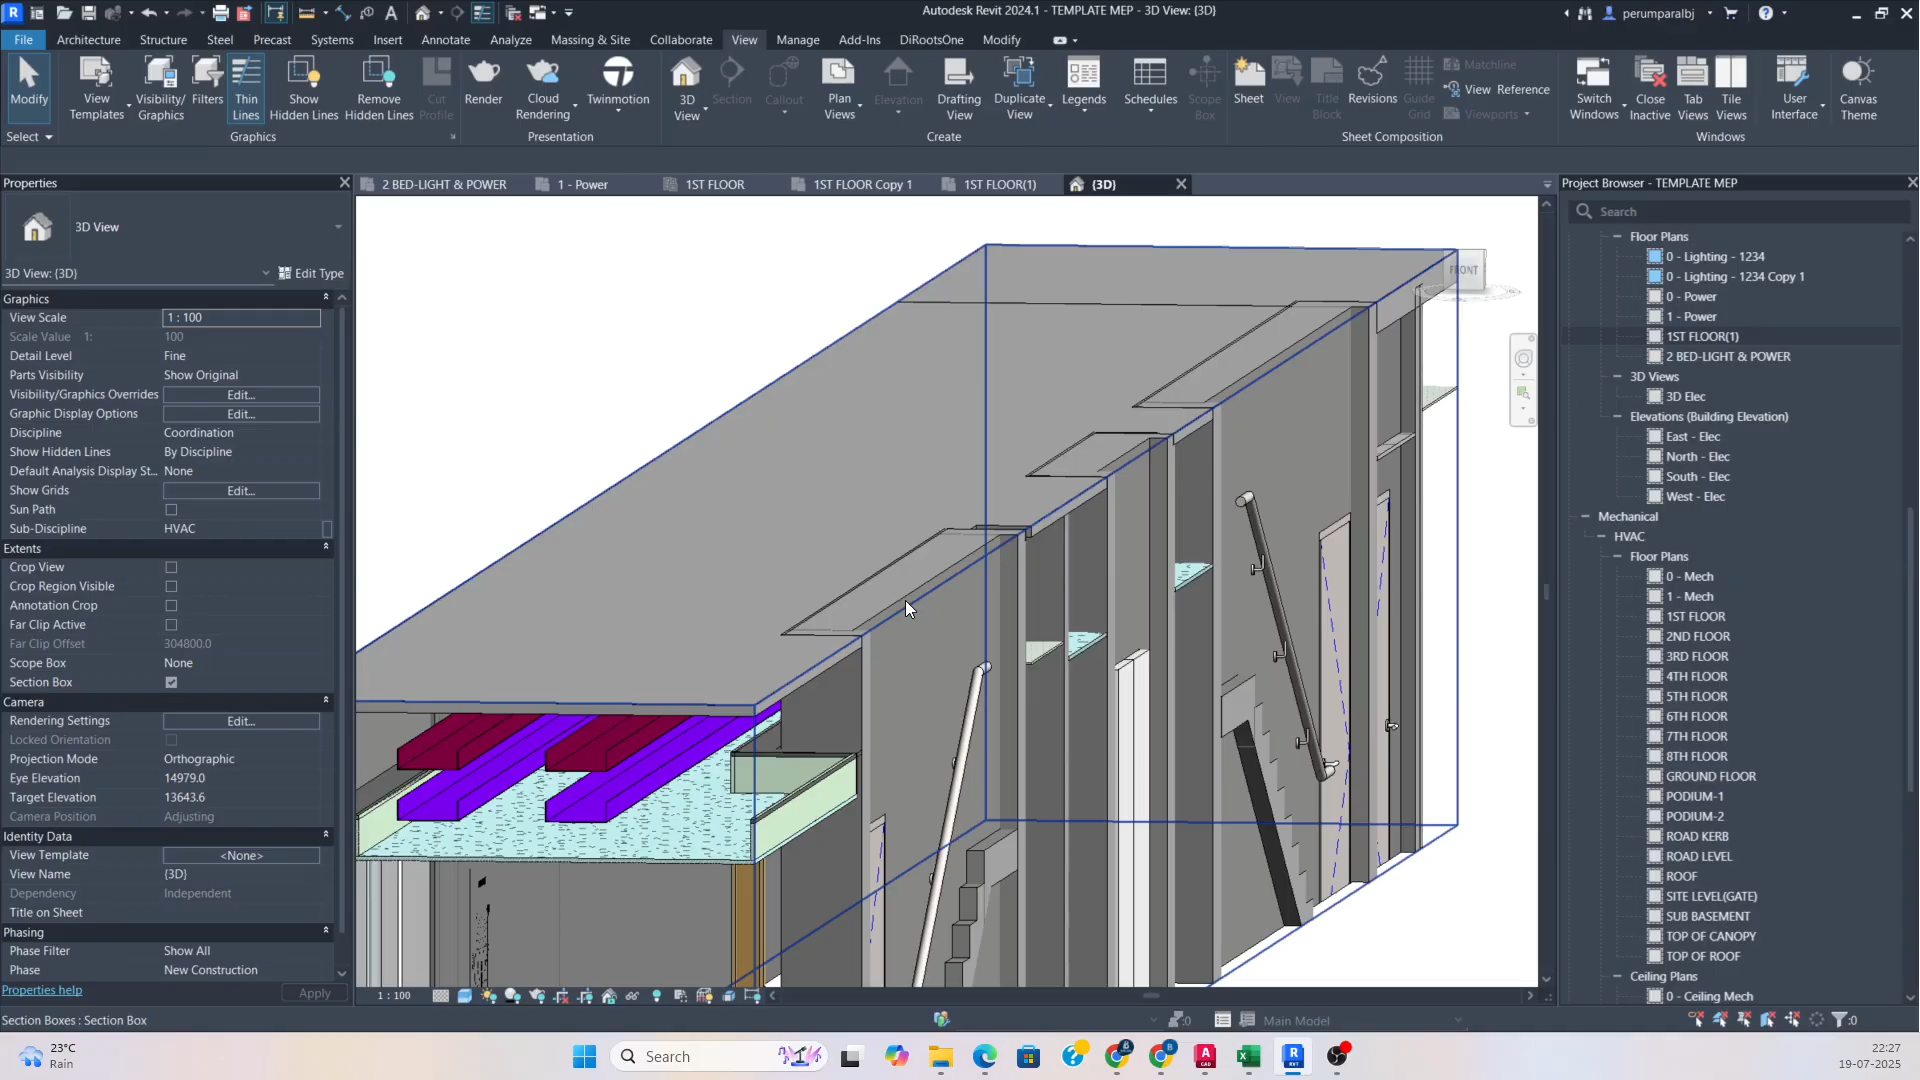 Autodesk Revit 2024.1 - TEMPLATE MEP - 3D View: {3D}
perumparalbj
File Architecture Structure Steel Precast Systems Insert Annotate Analyze Massing & Site Collaborate View Manage Add-Ins DiRootsOne Modify
Modify
View Templates
Visibility/ Graphics
Filters
Thin Lines
Show Hidden Lines
Remove Hidden Lines
Cut Profile
Render
Cloud Rendering
Twinmotion
3D View
Section
Callout
Plan Views
Elevation
Drafting View
Duplicate View
Legends
Schedules
Scope Box
Sheet
View
Title Block
Revisions
Guide Grid
Matchline
View Reference
Viewports
Switch Windows
Close Inactive
Tab Views
Tile Views
User Interface
Canvas Theme
Select Graphics Presentation Create Sheet Composition Windows
Properties
3D View
3D View: {3D} Edit Type
Graphics
View Scale 1 : 100
Scale Value 1: 100
Detail Level Fine
Parts Visibility Show Original
Visibility/Graphics Overrides Edit...
Graphic Display Options Edit...
Discipline Coordination
Show Hidden Lines By Discipline
Default Analysis Display St... None
Show Grids Edit...
Sun Path
Sub-Discipline HVAC
Extents
Crop View
Crop Region Visible
Annotation Crop
Far Clip Active
Far Clip Offset 304800.0
Scope Box None
Section Box
Camera
Rendering Settings Edit...
Locked Orientation
Projection Mode Orthographic
Eye Elevation 14979.0
Target Elevation 13643.6
Camera Position Adjusting
Identity Data
View Template <None>
View Name {3D}
Dependency Independent
Title on Sheet
Phasing
Phase Filter Show All
Phase New Construction
Properties help Apply
2 BED-LIGHT & POWER 1 - Power 1ST FLOOR 1ST FLOOR Copy 1 1ST FLOOR(1) {3D}
FRONT
1 : 100
Project Browser - TEMPLATE MEP
Search
Floor Plans
0 - Lighting - 1234
0 - Lighting - 1234 Copy 1
0 - Power
1 - Power
1ST FLOOR(1)
2 BED-LIGHT & POWER
3D Views
3D Elec
Elevations (Building Elevation)
East - Elec
North - Elec
South - Elec
West - Elec
Mechanical
HVAC
Floor Plans
0 - Mech
1 - Mech
1ST FLOOR
2ND FLOOR
3RD FLOOR
4TH FLOOR
5TH FLOOR
6TH FLOOR
7TH FLOOR
8TH FLOOR
GROUND FLOOR
PODIUM-1
PODIUM-2
ROAD KERB
ROAD LEVEL
ROOF
SITE LEVEL(GATE)
SUB BASEMENT
TOP OF CANOPY
TOP OF ROOF
Ceiling Plans
0 - Ceiling Mech
Section Boxes : Section Box
:0
Main Model
:0
23°C
Rain
Search
22:27
19-07-2025